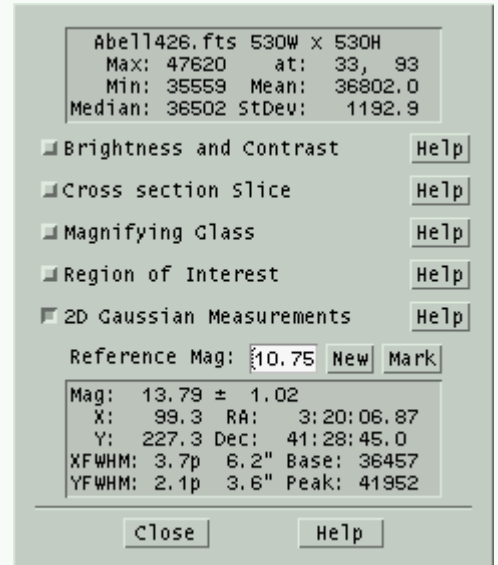 Abell426.fts 530W x 530H
Max: 47620 at: 33, 93
Min: 35559 Mean: 36802.0
Median: 36502 StDev: 1192.9
Brightness and Contrast Help
Cross section Slice Help
Magnifying Glass Help
Region of Interest Help
2D Gaussian Measurements Help
Reference Mag: 10.75 New Mark
Mag: 13.79 ± 1.02
X: 99.3 RA: 3:20:06.87
Y: 227.3 Dec: 41:28:45.0
XFWHM: 3.7p 6.2" Base: 36457
YFWHM: 2.1p 3.6" Peak: 41952
Close Help